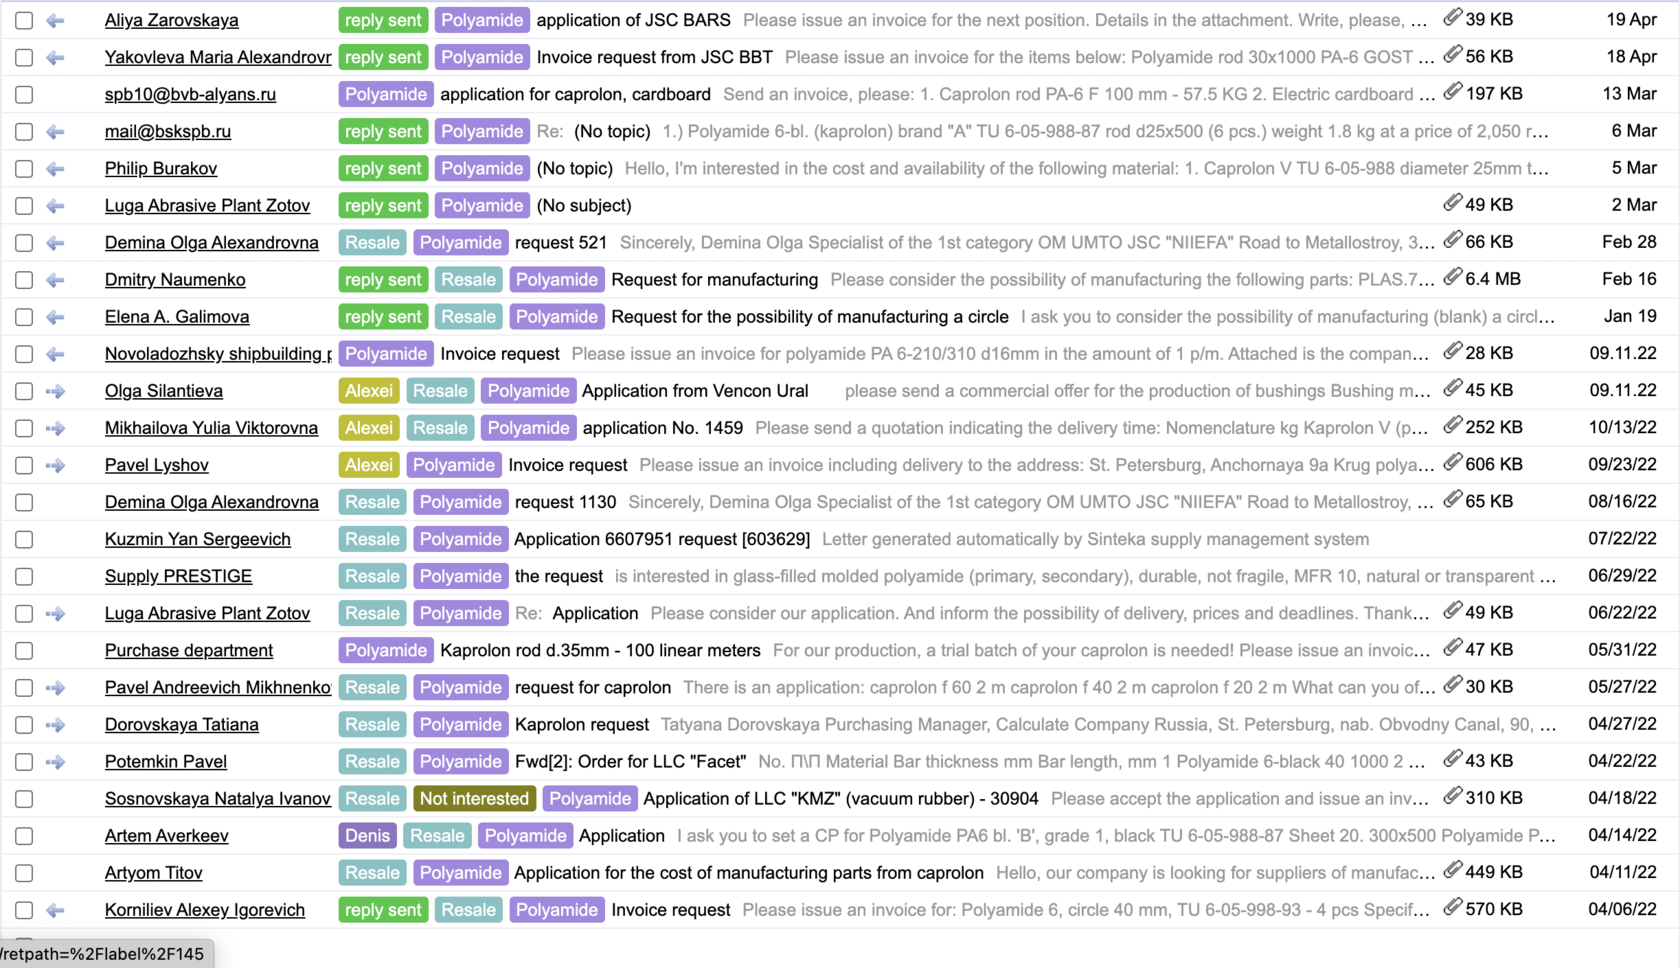 Aliya Zarovskaya reply sent Polyamide application of JSC BARS Please issue an invoice for the next position. Details in the attachment. Write, please, ... 39 KB 19 Apr
Yakovleva Maria Alexandrovr reply sent Polyamide Invoice request from JSC BBT Please issue an invoice for the items below: Polyamide rod 30x1000 PA-6 GOST ... 56 KB 18 Apr
spb10@bvb-alyans.ru Polyamide application for caprolon, cardboard Send an invoice, please: 1. Caprolon rod PA-6 F 100 mm - 57.5 KG 2. Electric cardboard ... 197 KB 13 Mar
mail@bskspb.ru reply sent Polyamide Re: (No topic) 1.) Polyamide 6-bl. (kaprolon) brand "A" TU 6-05-988-87 rod d25x500 (6 pcs.) weight 1.8 kg at a price of 2,050 r... 6 Mar
Philip Burakov reply sent Polyamide (No topic) Hello, I'm interested in the cost and availability of the following material: 1. Caprolon V TU 6-05-988 diameter 25mm t... 5 Mar
Luga Abrasive Plant Zotov reply sent Polyamide (No subject) 49 KB 2 Mar
Demina Olga Alexandrovna Resale Polyamide request 521 Sincerely, Demina Olga Specialist of the 1st category OM UMTO JSC "NIIEFA" Road to Metallostroy, 3... 66 KB Feb 28
Dmitry Naumenko reply sent Resale Polyamide Request for manufacturing Please consider the possibility of manufacturing the following parts: PLAS.7... 6.4 MB Feb 16
Elena A. Galimova reply sent Resale Polyamide Request for the possibility of manufacturing a circle I ask you to consider the possibility of manufacturing (blank) a circl... Jan 19
Novoladozhsky shipbuilding p Polyamide Invoice request Please issue an invoice for polyamide PA 6-210/310 d16mm in the amount of 1 p/m. Attached is the compan... 28 KB 09.11.22
Olga Silantieva Alexei Resale Polyamide Application from Vencon Ural please send a commercial offer for the production of bushings Bushing m... 45 KB 09.11.22
Mikhailova Yulia Viktorovna Alexei Resale Polyamide application No. 1459 Please send a quotation indicating the delivery time: Nomenclature kg Kaprolon V (p... 252 KB 10/13/22
Pavel Lyshov Alexei Polyamide Invoice request Please issue an invoice including delivery to the address: St. Petersburg, Anchornaya 9a Krug polya... 606 KB 09/23/22
Demina Olga Alexandrovna Resale Polyamide request 1130 Sincerely, Demina Olga Specialist of the 1st category OM UMTO JSC "NIIEFA" Road to Metallostroy, ... 65 KB 08/16/22
Kuzmin Yan Sergeevich Resale Polyamide Application 6607951 request [603629] Letter generated automatically by Sinteka supply management system 07/22/22
Supply PRESTIGE Resale Polyamide the request is interested in glass-filled molded polyamide (primary, secondary), durable, not fragile, MFR 10, natural or transparent ... 06/29/22
Luga Abrasive Plant Zotov Resale Polyamide Re: Application Please consider our application. And inform the possibility of delivery, prices and deadlines. Thank... 49 KB 06/22/22
Purchase department Polyamide Kaprolon rod d.35mm - 100 linear meters For our production, a trial batch of your caprolon is needed! Please issue an invoic... 47 KB 05/31/22
Pavel Andreevich Mikhnenko Resale Polyamide request for caprolon There is an application: caprolon f 60 2 m caprolon f 40 2 m caprolon f 20 2 m What can you of... 30 KB 05/27/22
Dorovskaya Tatiana Resale Polyamide Kaprolon request Tatyana Dorovskaya Purchasing Manager, Calculate Company Russia, St. Petersburg, nab. Obvodny Canal, 90, ... 04/27/22
Potemkin Pavel Resale Polyamide Fwd[2]: Order for LLC "Facet" No. П\П Material Bar thickness mm Bar length, mm 1 Polyamide 6-black 40 1000 2 ... 43 KB 04/22/22
Sosnovskaya Natalya Ivanov Resale Not interested Polyamide Application of LLC "KMZ" (vacuum rubber) - 30904 Please accept the application and issue an inv... 310 KB 04/18/22
Artem Averkeev Denis Resale Polyamide Application I ask you to set a CP for Polyamide PA6 bl. 'B', grade 1, black TU 6-05-988-87 Sheet 20. 300x500 Polyamide P... 04/14/22
Artyom Titov Resale Polyamide Application for the cost of manufacturing parts from caprolon Hello, our company is looking for suppliers of manufac... 449 KB 04/11/22
Korniliev Alexey Igorevich reply sent Resale Polyamide Invoice request Please issue an invoice for: Polyamide 6, circle 40 mm, TU 6-05-998-93 - 4 pcs Specif... 570 KB 04/06/22
/retpath=%2Flabel%2F145